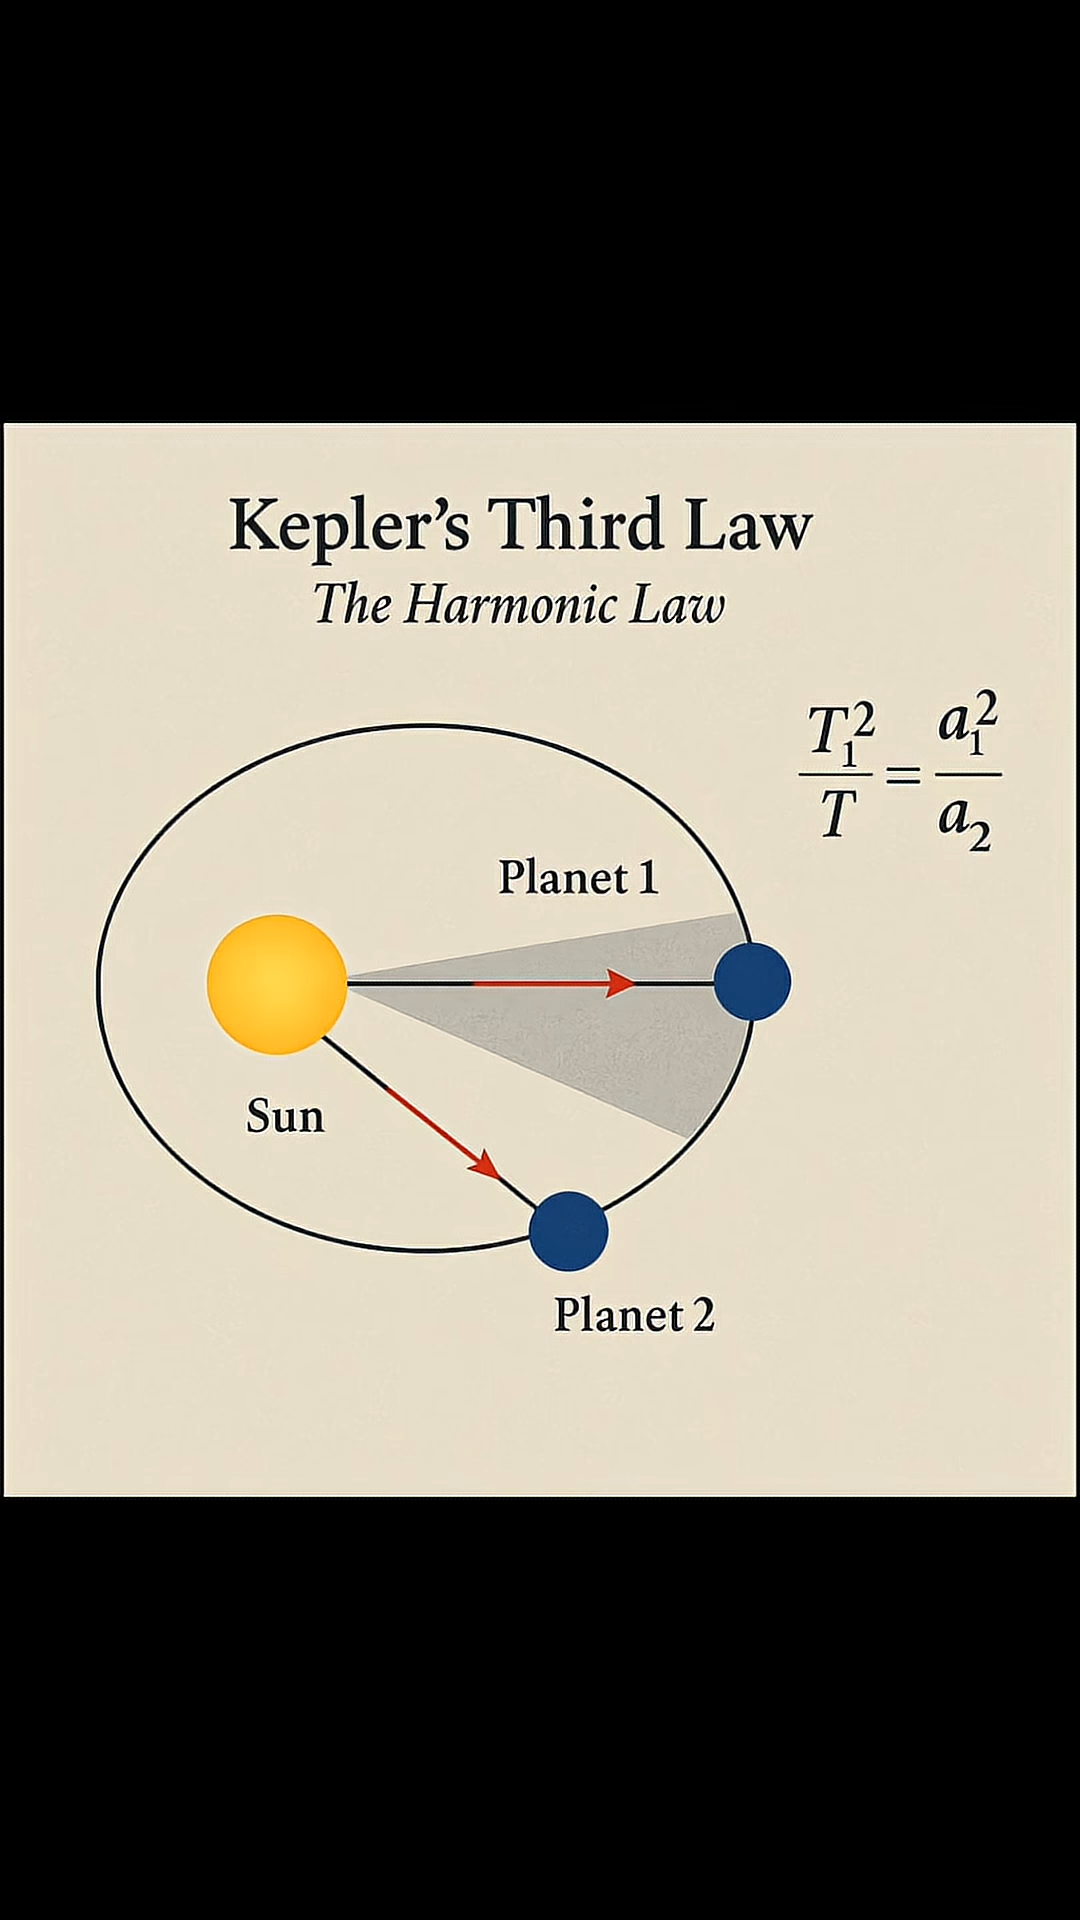 Kepler’s Third Law
The Harmonic Law
T₁²/T = a₁²/a₂
Planet 1
Sun
Planet 2